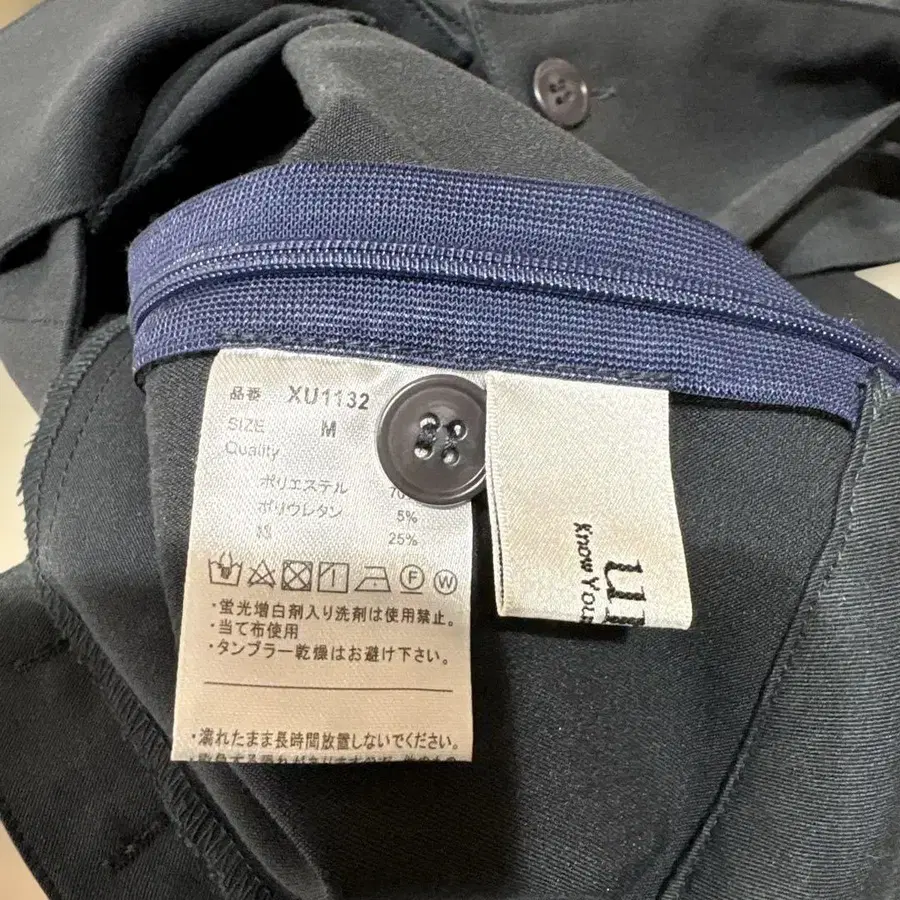 品番 XU1132
SIZE M
Quality
ポリエステル
ポリウレタン 5%
綿 25%
・蛍光増白剤入り洗剤は使用禁止。
・当て布使用
・タンブラー乾燥はお避け下さい。
・濡れたまま長時間放置しないでください。
Know